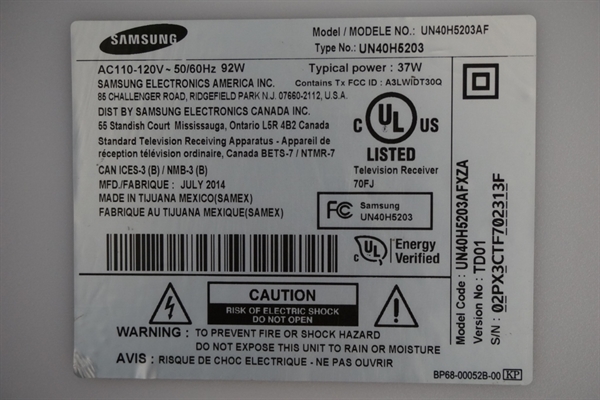 SAMSUNG
Model / MODELE NO.: UN40H5203AF
Type No.: UN40H5203
AC110-120V~ 50/60Hz 92W Typical power : 37W
SAMSUNG ELECTRONICS AMERICA INC. Contains Tx FCC ID : A3LWIDT30Q
85 CHALLENGER ROAD, RIDGEFIELD PARK N.J. 07660-2112, U.S.A.
DIST BY SAMSUNG ELECTRONICS CANADA INC.
55 Standish Court Mississauga, Ontario L5R 4B2 Canada
Standard Television Receiving Apparatus - Appareil de
réception télévision ordinaire, Canada BETS-7 / NTMR-7
C UL US
LISTED
Television Receiver
70FJ
CAN ICES-3 (B) / NMB-3 (B)
MFD./FABRIQUE : JULY 2014
MADE IN TIJUANA MEXICO(SAMEX)
FABRIQUE AU TIJUANA MEXIQUE(SAMEX)
FC Samsung
UN40H5203
C UL Energy
Verified
CAUTION
RISK OF ELECTRIC SHOCK
DO NOT OPEN
WARNING : TO PREVENT FIRE OR SHOCK HAZARD
DO NOT EXPOSE THIS UNIT TO RAIN OR MOISTURE
AVIS : RISQUE DE CHOC ELECTRIQUE - NE PAS OUVRIR
Model Code : UN40H5203AFXZA
Version No : TD01
S/N : 02PX3CTF702313F
BP68-00052B-00 KP